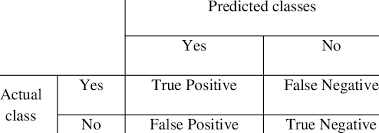 Predicted classes
Yes No
Actual class Yes True Positive False Negative
No False Positive True Negative